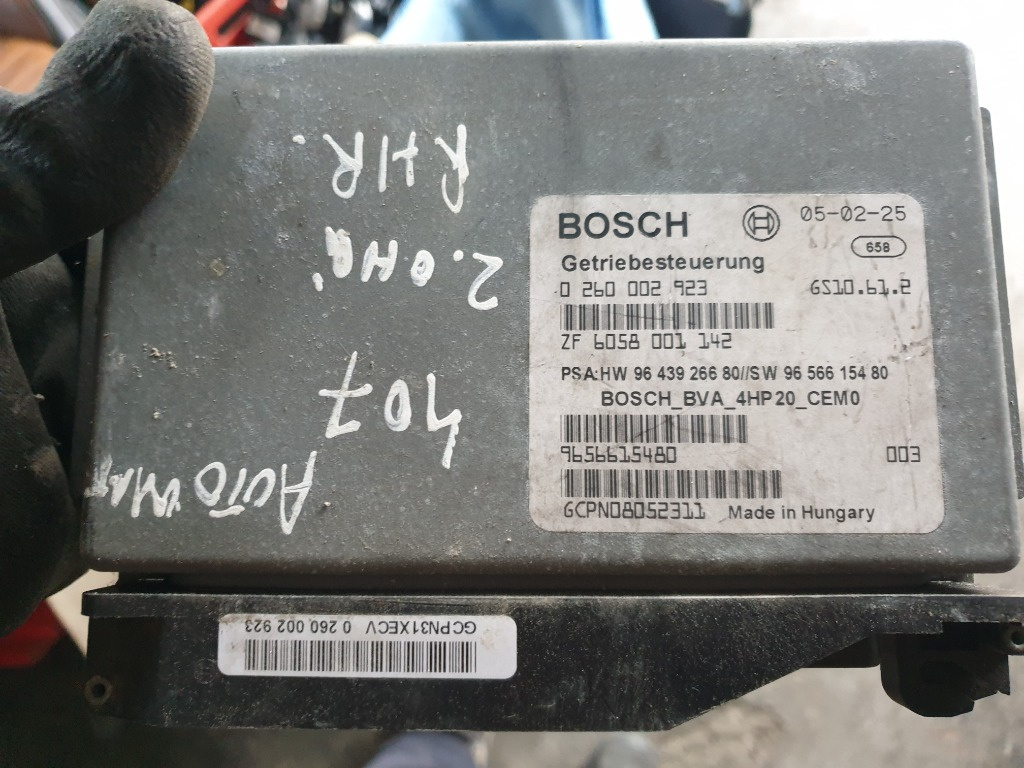 BOSCH 05-02-25
658
Getriebesteuerung
0 260 002 923 GS10.61.2
ZF 6058 001 142
PSA:HW 96 439 266 80//SW 96 566 154 80
BOSCH_BVA_4HP20_CEM0
9656615480 003
GCPN08052311 Made in Hungary
GCPN31XECV 0 260 002 923
407
2.0HDi
RHR.